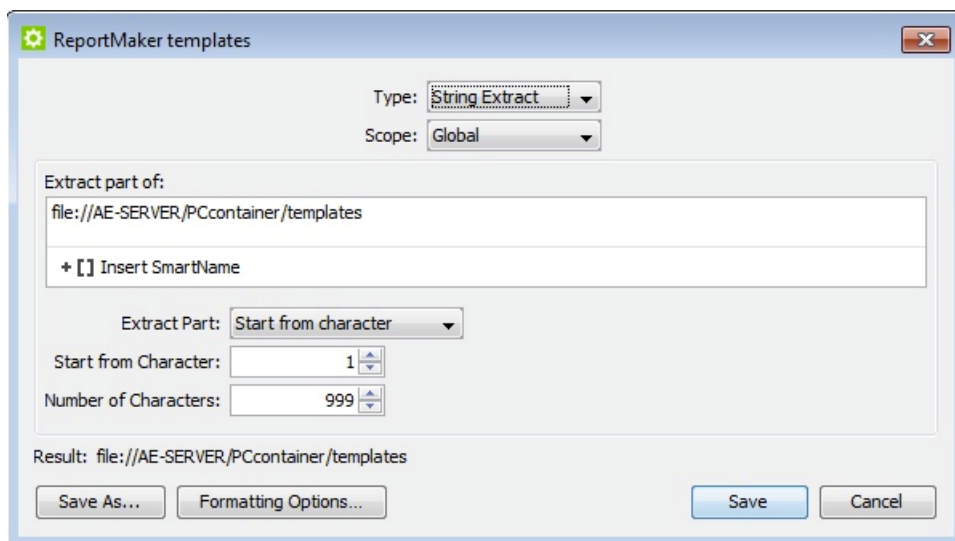 ReportMaker templates
Type: String Extract
Scope: Global
Extract part of:
file://AE-SERVER/PCcontainer/templates
+ [] Insert SmartName
Extract Part: Start from character
Start from Character: 1
Number of Characters: 999
Result: file://AE-SERVER/PCcontainer/templates
Save As... Formatting Options... Save Cancel